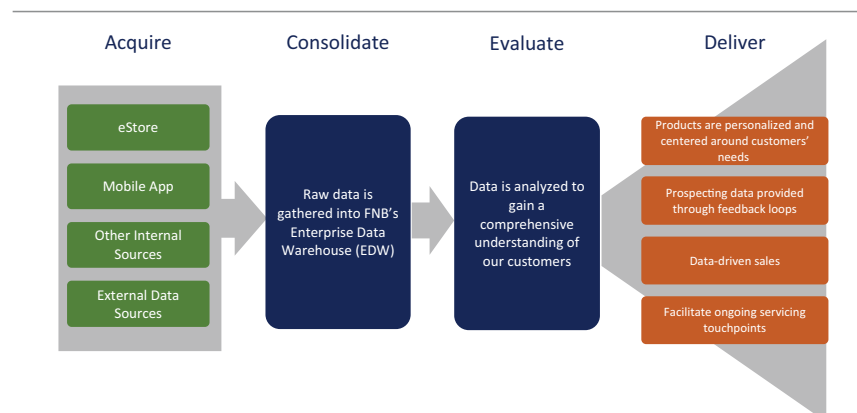 Acquire
Consolidate
Evaluate
Deliver
eStore
Mobile App
Other Internal
Sources
External Data
Sources
Raw data is
gathered into FNB’s
Enterprise Data
Warehouse (EDW)
Data is analyzed to
gain a
comprehensive
understanding of
our customers
Products are personalized and
centered around customers’
needs
Prospecting data provided
through feedback loops
Data-driven sales
Facilitate ongoing servicing
touchpoints